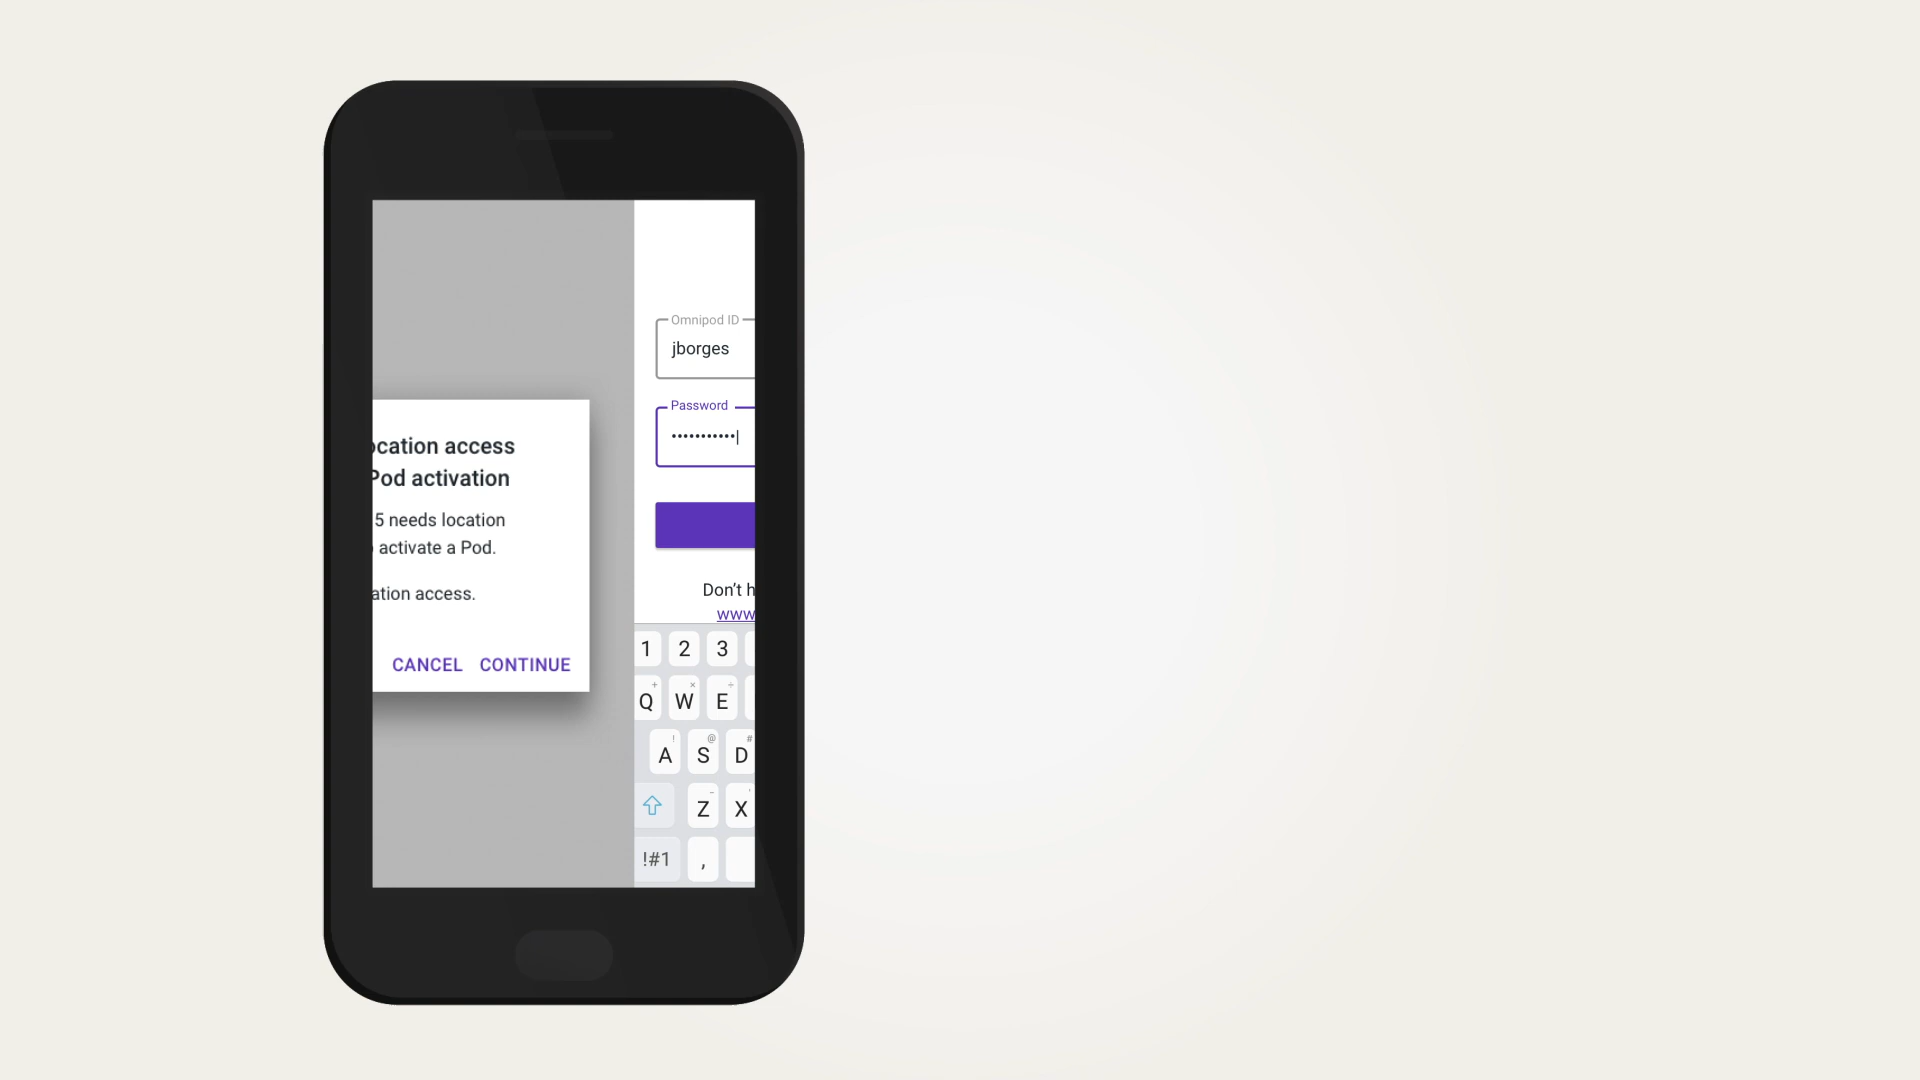 ocation access
Pod activation
5 needs location
activate a Pod.
ation access.
CANCEL CONTINUE
Omnipod ID
jborges
Password
•••••••••••
Don't h
www
1 2 3
+ × ÷
Q W E
! @ #
A S D
- '
Z X
!#1 ,